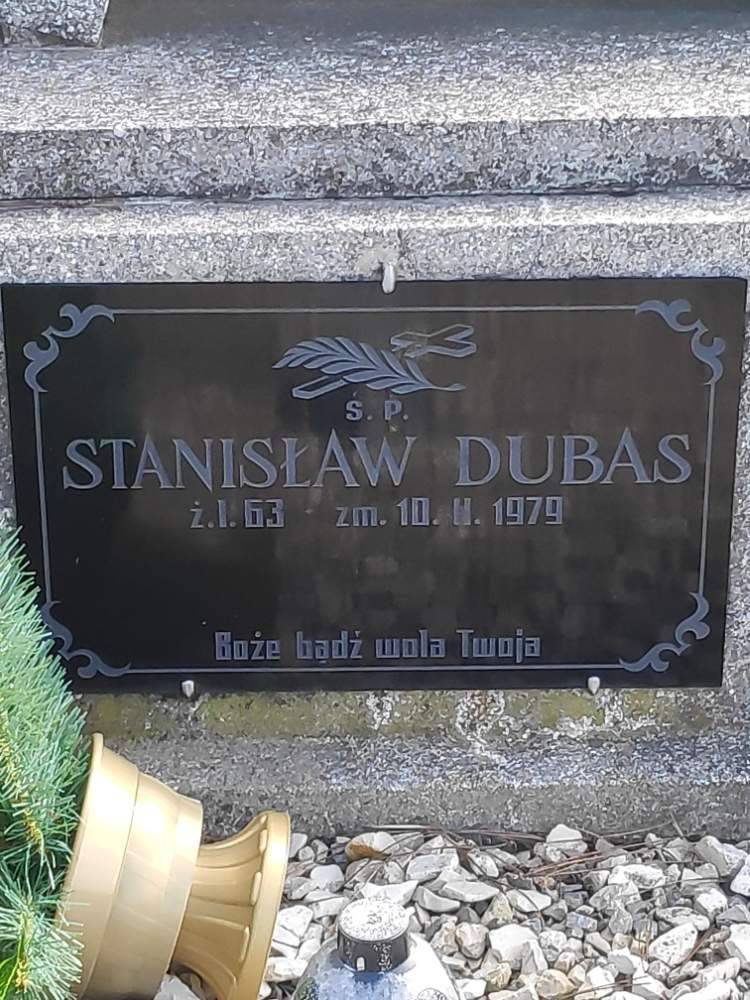 Ś. P.
STANISŁAW DUBAS
ż.l. 63 zm. 10. II. 1979
Boże bądź wola Twoja